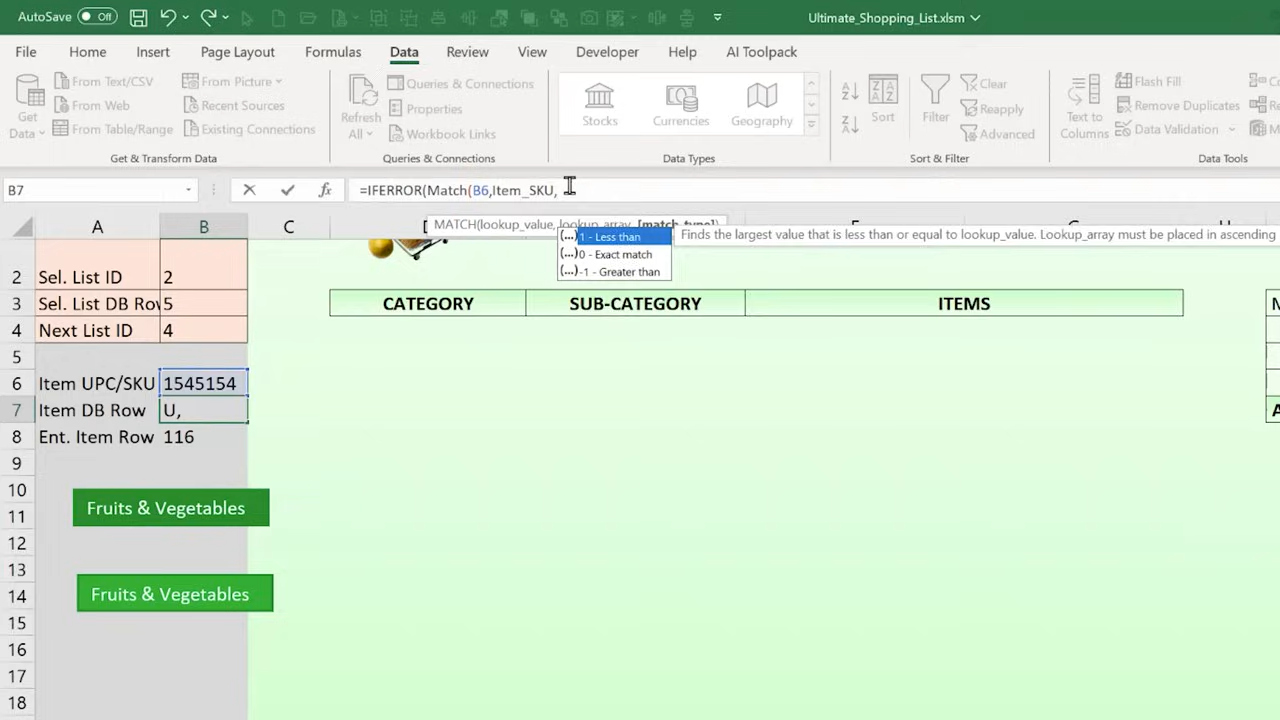 AutoSave Off Ultimate_Shopping_List.xlsm
File Home Insert Page Layout Formulas Data Review View Developer Help AI Toolpack
From Text/CSV From Picture Queries & Connections Clear Flash Fill
From Web Recent Sources Properties Reapply Remove Duplicates
From Table/Range Existing Connections Workbook Links Advanced Data Validation
Get Data Refresh All Stocks Currencies Geography Sort Filter Text to Columns
Get & Transform Data Queries & Connections Data Types Sort & Filter Data Tools
B7 fx =IFERROR(Match(B6,Item_SKU,
MATCH(lookup_value, lookup_array, [match_type])
A B C
(...) 1 - Less than Finds the largest value that is less than or equal to lookup_value. Lookup_array must be placed in ascending
(...) 0 - Exact match
(...) -1 - Greater than
2 Sel. List ID 2
3 Sel. List DB Row 5 CATEGORY SUB-CATEGORY ITEMS
4 Next List ID 4
5
6 Item UPC/SKU 1545154
7 Item DB Row U,
8 Ent. Item Row 116
9
10
Fruits & Vegetables
11
12
13
14 Fruits & Vegetables
15
16
17
18